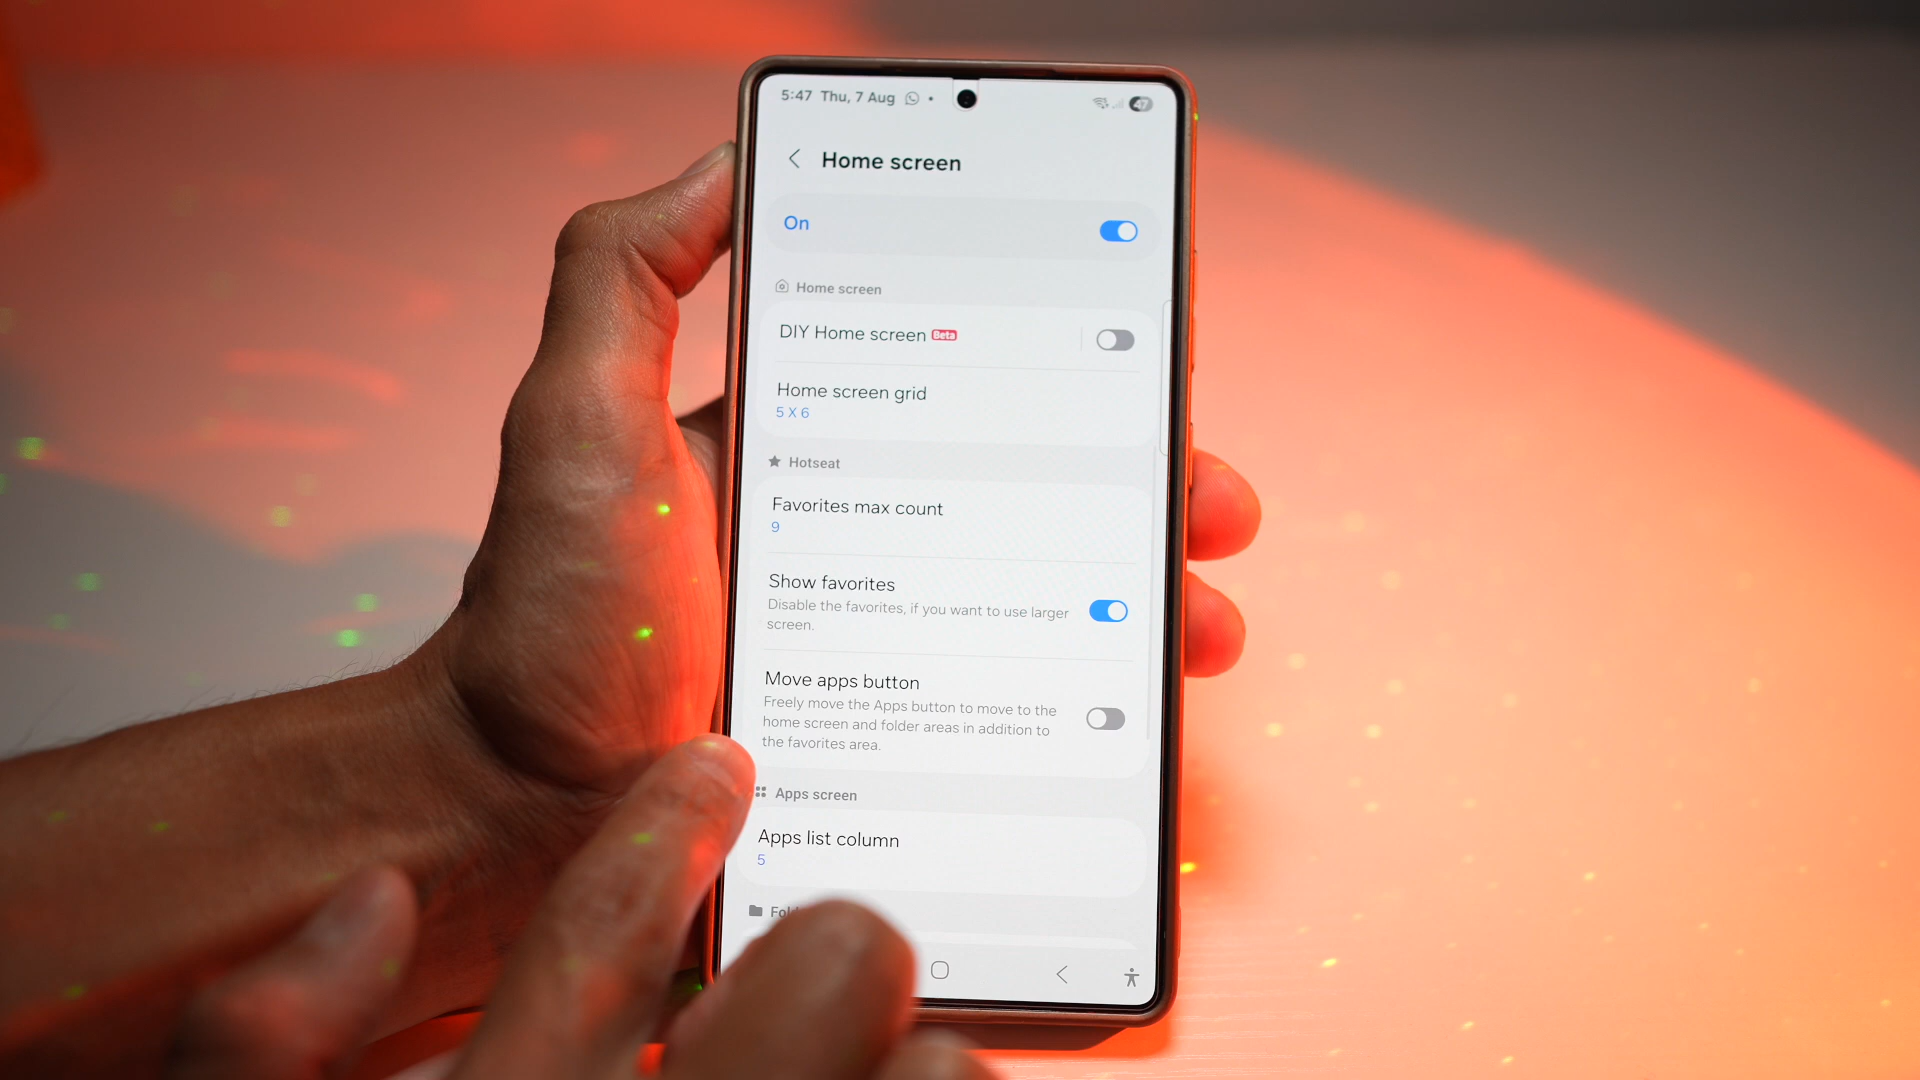 5:47 Thu, 7 Aug
47
Home screen
On
Home screen
DIY Home screen Beta
Home screen grid
5 X 6
Hotseat
Favorites max count
9
Show favorites
Disable the favorites, if you want to use larger
screen.
Move apps button
Freely move the Apps button to move to the
home screen and folder areas in addition to
the favorites area.
Apps screen
Apps list column
5